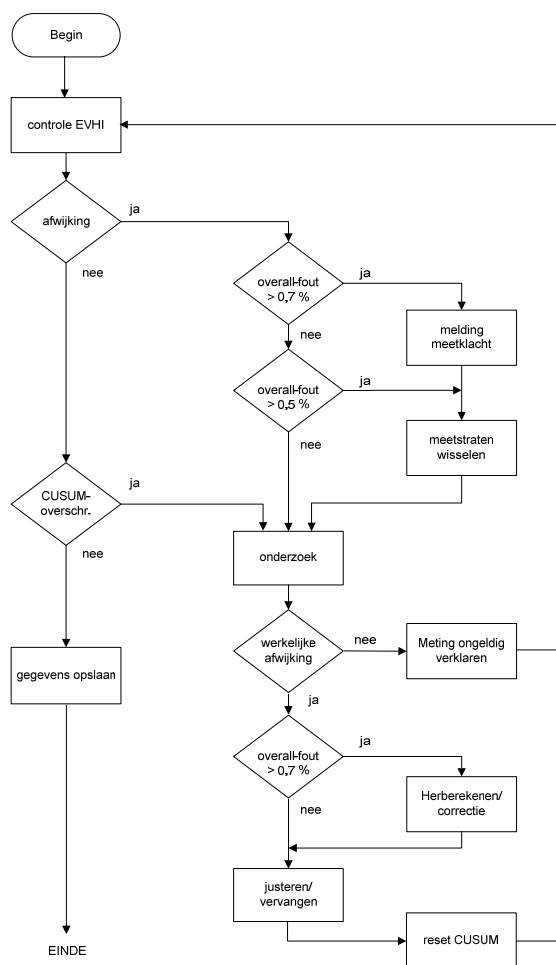 Begin
controle EVHI
afwijking
ja
nee
overall-fout
> 0,7 %
ja
nee
melding
meetklacht
overall-fout
> 0,5 %
ja
nee
meetstraten
wisselen
CUSUM-
overschr.
ja
nee
onderzoek
werkelijke
afwijking
nee
ja
Meting ongeldig
verklaren
gegevens opslaan
overall-fout
> 0,7 %
ja
nee
Herberekenen/
correctie
justeren/
vervangen
reset CUSUM
EINDE